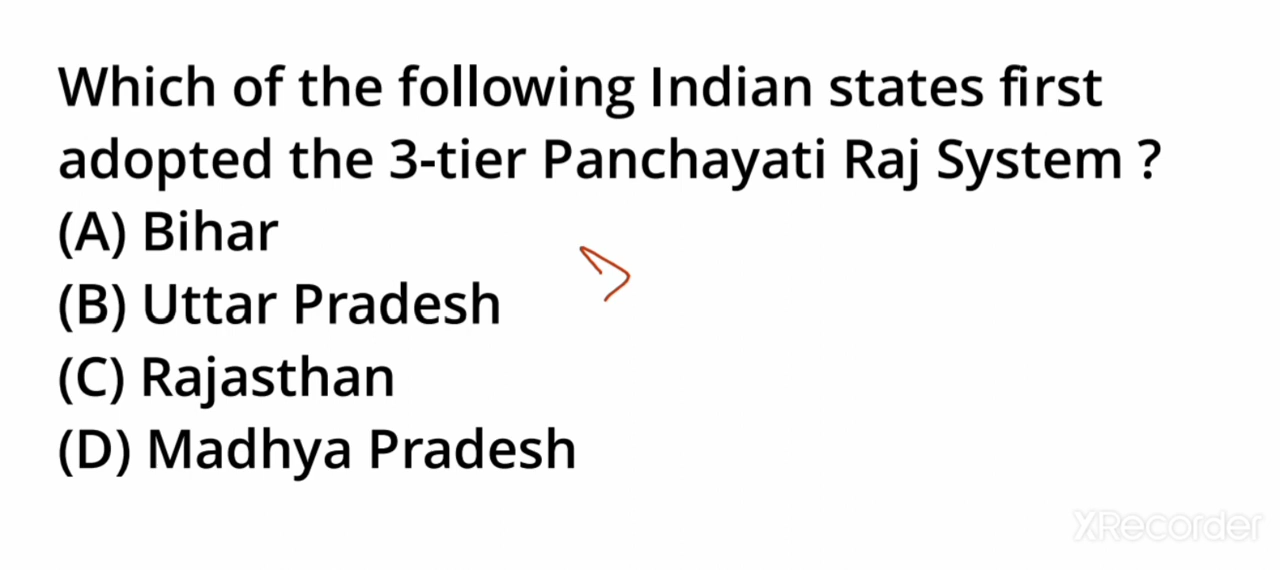 Which of the following Indian states first
adopted the 3-tier Panchayati Raj System ?
(A) Bihar
(B) Uttar Pradesh
(C) Rajasthan
(D) Madhya Pradesh
XRecorder